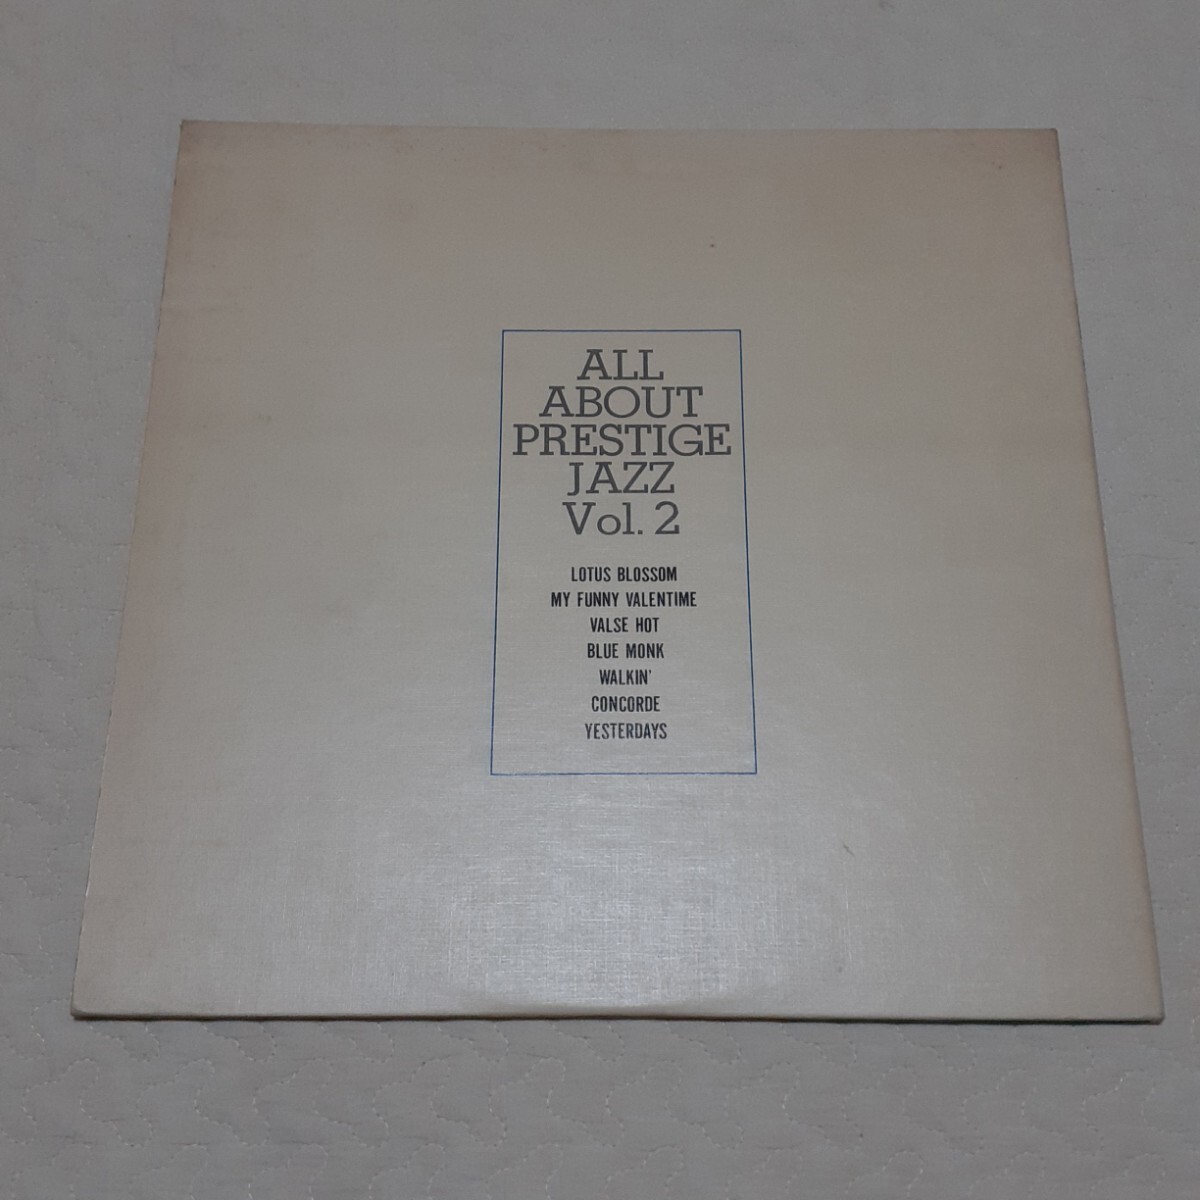 ALL
ABOUT
PRESTIGE
JAZZ
Vol. 2
LOTUS BLOSSOM
MY FUNNY VALENTIME
VALSE HOT
BLUE MONK
WALKIN'
CONCORDE
YESTERDAYS